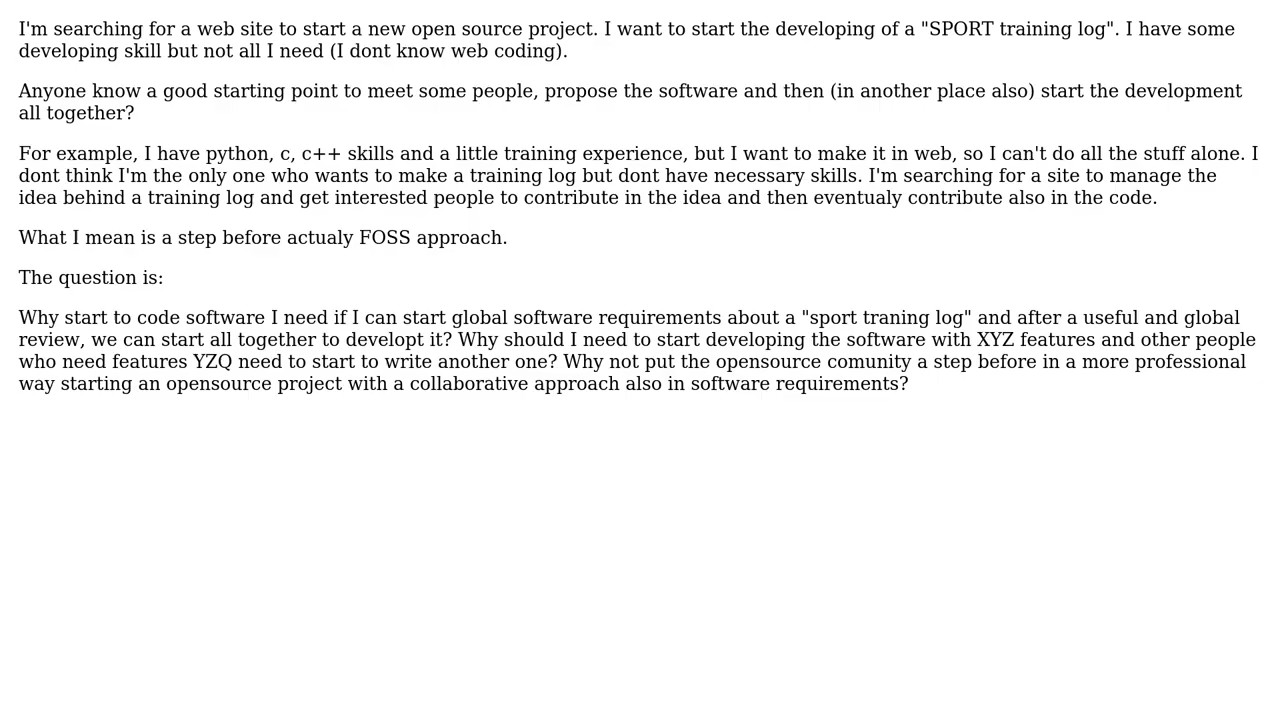 I'm searching for a web site to start a new open source project. I want to start the developing of a "SPORT training log". I have some
developing skill but not all I need (I dont know web coding).
Anyone know a good starting point to meet some people, propose the software and then (in another place also) start the development
all together?
For example, I have python, c, c++ skills and a little training experience, but I want to make it in web, so I can't do all the stuff alone. I
dont think I'm the only one who wants to make a training log but dont have necessary skills. I'm searching for a site to manage the
idea behind a training log and get interested people to contribute in the idea and then eventualy contribute also in the code.
What I mean is a step before actualy FOSS approach.
The question is:
Why start to code software I need if I can start global software requirements about a "sport traning log" and after a useful and global
review, we can start all together to develópt it? Why should I need to start developing the software with XYZ features and other people
who need features YZQ need to start to write another one? Why not put the opensource comunity a step before in a more professional
way starting an opensource project with a collaborative approach also in software requirements?